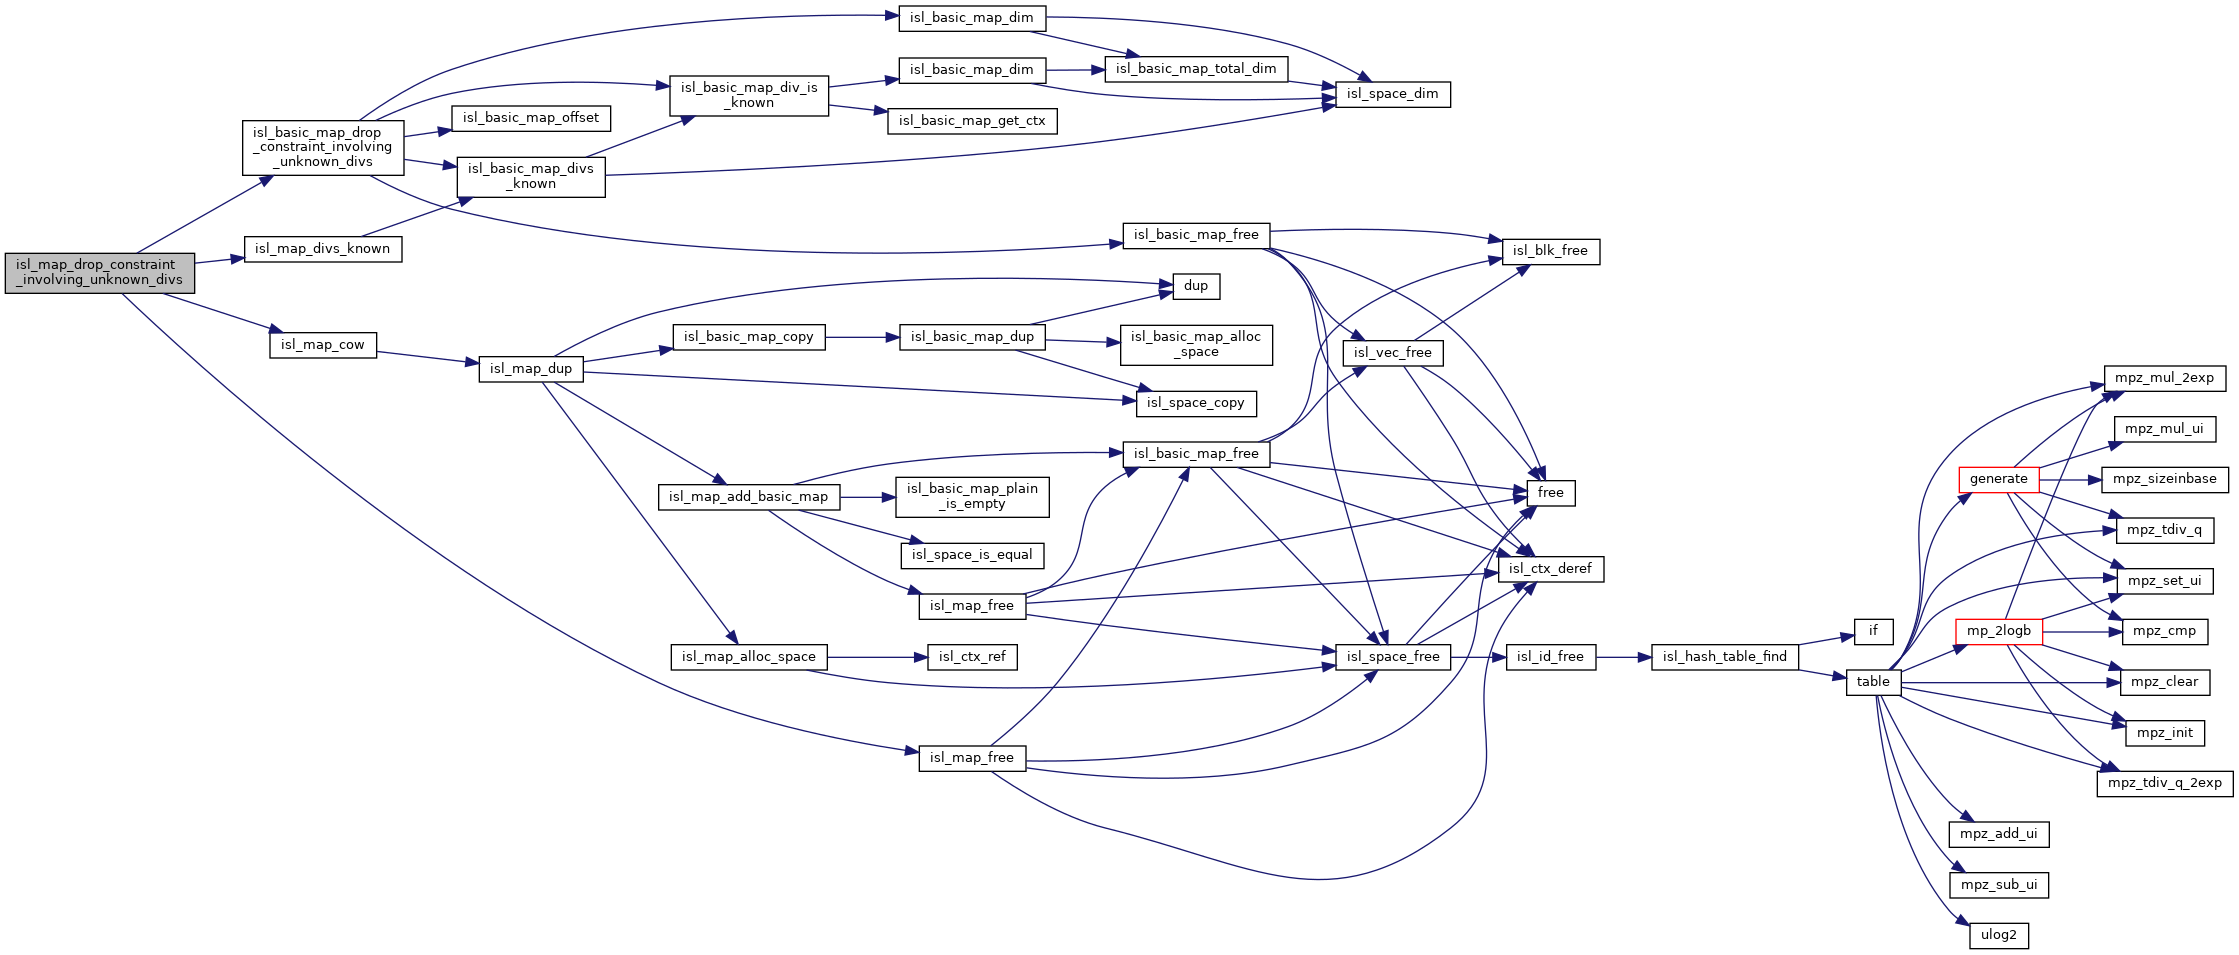 isl_map_drop_constraint
_involving_unknown_divs
isl_basic_map_drop
_constraint_involving
_unknown_divs
isl_map_divs_known
isl_map_cow
isl_basic_map_offset
isl_basic_map_divs
_known
isl_map_dup
isl_basic_map_div_is
_known
isl_basic_map_copy
isl_map_add_basic_map
isl_map_alloc_space
isl_basic_map_dim
isl_basic_map_dim
isl_basic_map_get_ctx
isl_basic_map_dup
isl_basic_map_plain
_is_empty
isl_space_is_equal
isl_map_free
isl_ctx_ref
isl_map_free
isl_basic_map_total_dim
isl_basic_map_free
dup
isl_basic_map_alloc
_space
isl_space_copy
isl_basic_map_free
isl_space_dim
isl_vec_free
isl_space_free
isl_blk_free
free
isl_ctx_deref
isl_id_free
isl_hash_table_find
if
table
generate
mp_2logb
mpz_add_ui
mpz_sub_ui
ulog2
mpz_mul_2exp
mpz_mul_ui
mpz_sizeinbase
mpz_tdiv_q
mpz_set_ui
mpz_cmp
mpz_clear
mpz_init
mpz_tdiv_q_2exp